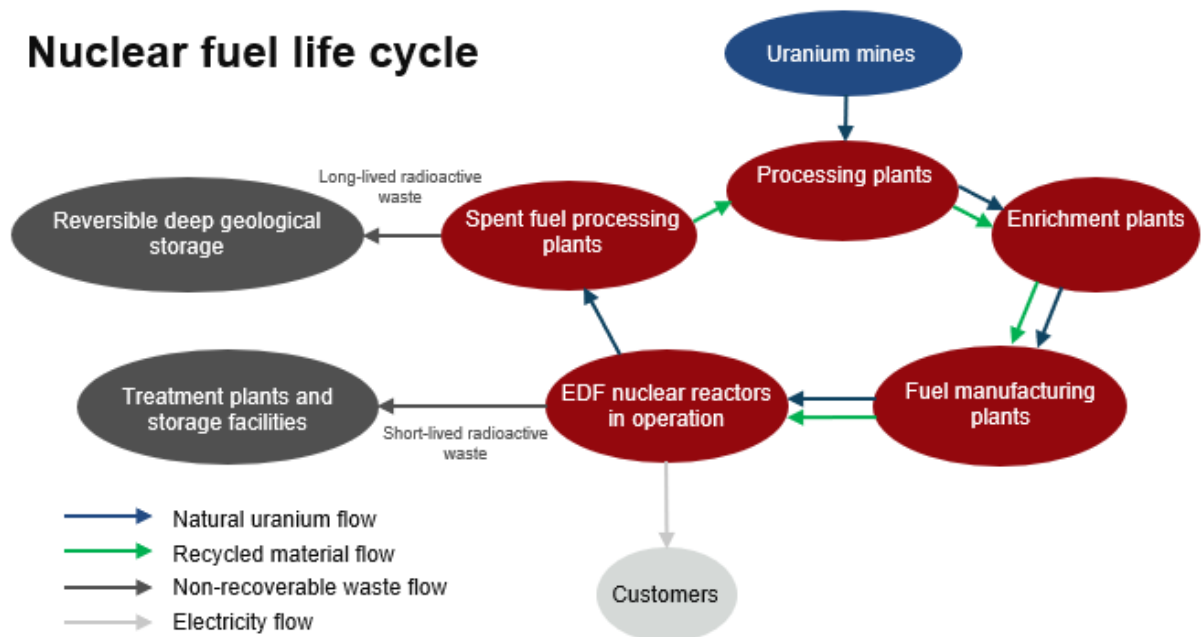 Nuclear fuel life cycle
Uranium mines
Processing plants
Long-lived radioactive
waste
Reversible deep geological
storage
Spent fuel processing
plants
Enrichment plants
Treatment plants and
storage facilities
EDF nuclear reactors
in operation
Fuel manufacturing
plants
Short-lived radioactive
waste
Natural uranium flow
Recycled material flow
Non-recoverable waste flow
Electricity flow
Customers